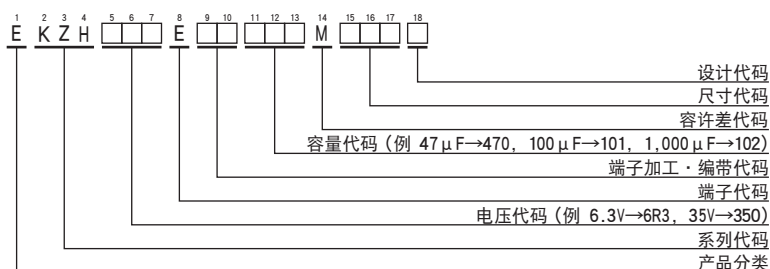 1 2 3 4 5 6 7 8 9 10 11 12 13 14 15 16 17 18
E K Z H □□□ E □□ □□□ M □□□ □
设计代码
尺寸代码
容许差代码
容量代码（例 47μF→470, 100μF→101, 1,000μF→102）
端子加工・编带代码
端子代码
电压代码（例 6.3V→6R3, 35V→350）
系列代码
产品分类